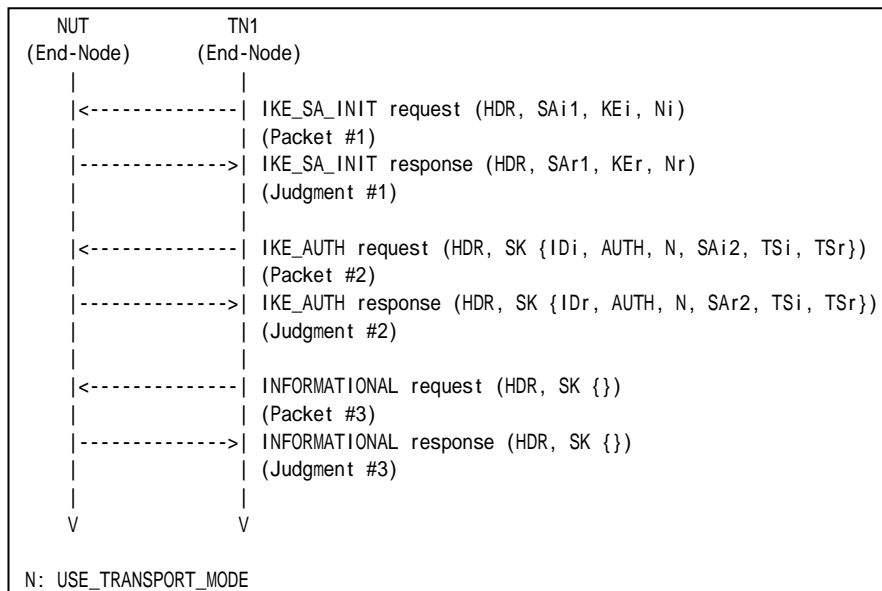 NUT TN1
(End-Node) (End-Node)
| |
|<--------------| IKE_SA_INIT request (HDR, SAi1, KEi, Ni)
| | (Packet #1)
|-------------->| IKE_SA_INIT response (HDR, SAr1, KEr, Nr)
| | (Judgment #1)
| |
|<--------------| IKE_AUTH request (HDR, SK {IDi, AUTH, N, SAi2, TSi, TSr})
| | (Packet #2)
|-------------->| IKE_AUTH response (HDR, SK {IDr, AUTH, N, SAr2, TSi, TSr})
| | (Judgment #2)
| |
|<--------------| INFORMATIONAL request (HDR, SK {})
| | (Packet #3)
|-------------->| INFORMATIONAL response (HDR, SK {})
| | (Judgment #3)
| |
V V
N: USE_TRANSPORT_MODE